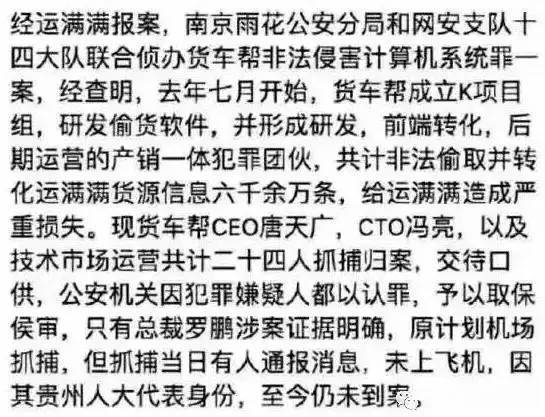 经运满满报案，南京雨花公安分局和网安支队十
四大队联合侦办货车帮非法侵害计算机系统罪一
案，经查明，去年七月开始，货车帮成立K项目
组，研发偷货软件，并形成研发，前端转化，后
期运营的产销一体犯罪团伙，共计非法偷取并转
化运满满货源信息六千余万条，给运满满造成严
重损失。现货车帮CEO唐天广，CTO冯亮，以及
技术市场运营共计二十四人抓捕归案，交待口
供，公安机关因犯罪嫌疑人都以认罪，予以取保
侯审，只有总裁罗鹏涉案证据明确，原计划机场
抓捕，但抓捕当日有人通报消息，未上飞机，因
其贵州人大代表身份，至今仍未到案，